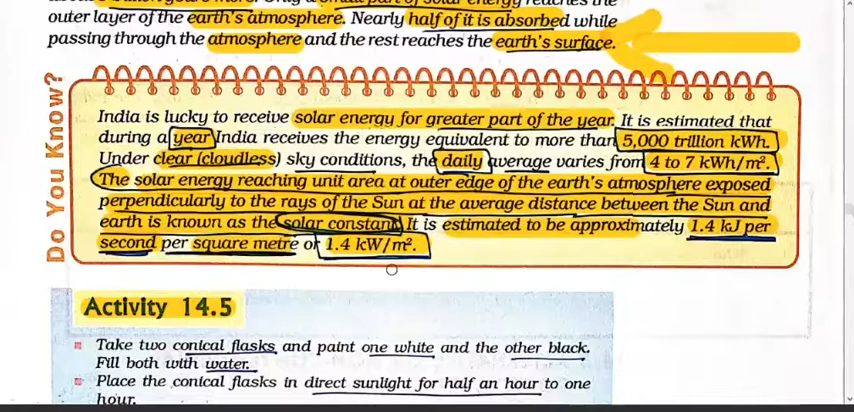 outer layer of the earth's atmosphere. Nearly half of it is absorbed while
passing through the atmosphere and the rest reaches the earth's surface.
Do You Know?
India is lucky to receive solar energy for greater part of the year. It is estimated that
during a year India receives the energy equivalent to more than 5,000 trillion kWh.
Under clear (cloudless) sky conditions, the daily average varies from 4 to 7 kWh/m².
The solar energy reaching unit area at outer edge of the earth's atmosphere exposed
perpendicularly to the rays of the Sun at the average distance between the Sun and
earth is known as the solar constant. It is estimated to be approximately 1.4 kJ per
second per square metre or 1.4 kW/m².
Activity 14.5
Take two conical flasks and paint one white and the other black.
Fill both with water.
Place the conical flasks in direct sunlight for half an hour to one
hour.